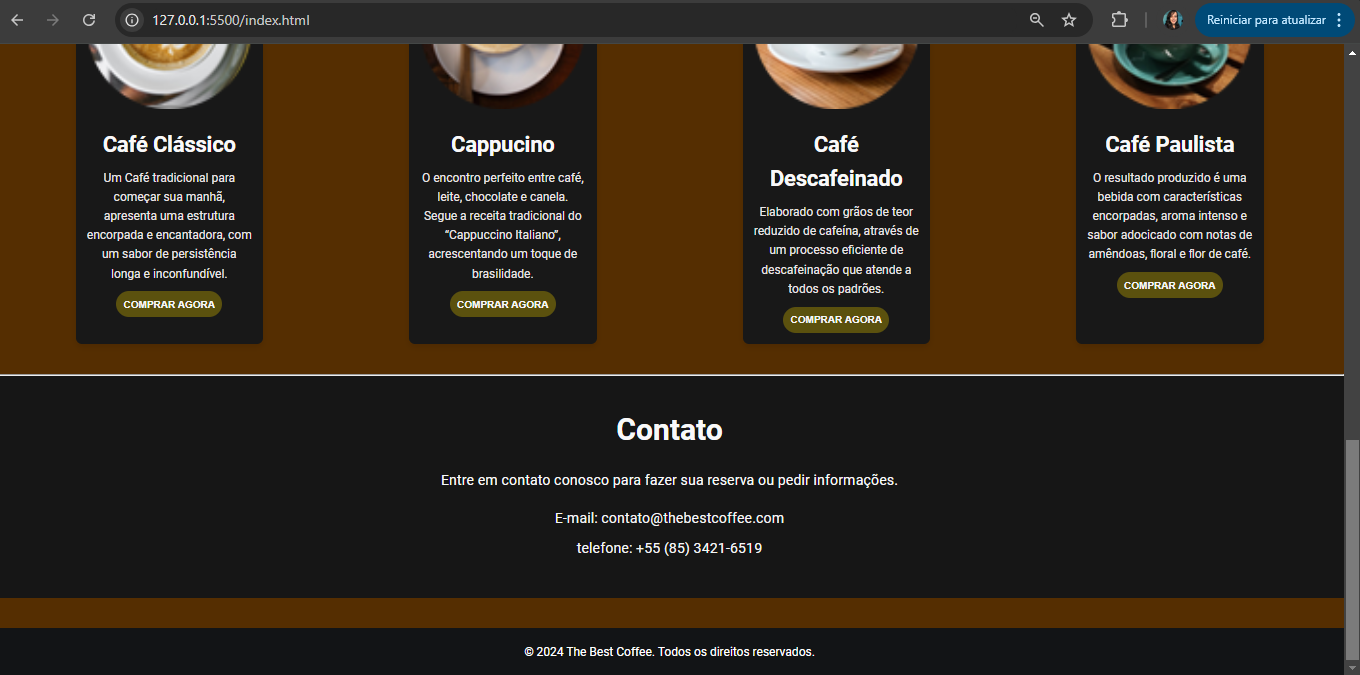 127.0.0.1:5500/index.html
Reiniciar para atualizar
Café Clássico
Um Café tradicional para
começar sua manhã,
apresenta uma estrutura
encorpada e encantadora, com
um sabor de persistência
longa e inconfundível.
COMPRAR AGORA
Cappucino
O encontro perfeito entre café,
leite, chocolate e canela.
Segue a receita tradicional do
“Cappuccino Italiano”,
acrescentando um toque de
brasilidade.
COMPRAR AGORA
Café
Descafeinado
Elaborado com grãos de teor
reduzido de cafeína, através de
um processo eficiente de
descafeinação que atende a
todos os padrões.
COMPRAR AGORA
Café Paulista
O resultado produzido é uma
bebida com características
encorpadas, aroma intenso e
sabor adocicado com notas de
amêndoas, floral e flor de café.
COMPRAR AGORA
Contato
Entre em contato conosco para fazer sua reserva ou pedir informações.
E-mail: contato@thebestcoffee.com
telefone: +55 (85) 3421-6519
© 2024 The Best Coffee. Todos os direitos reservados.